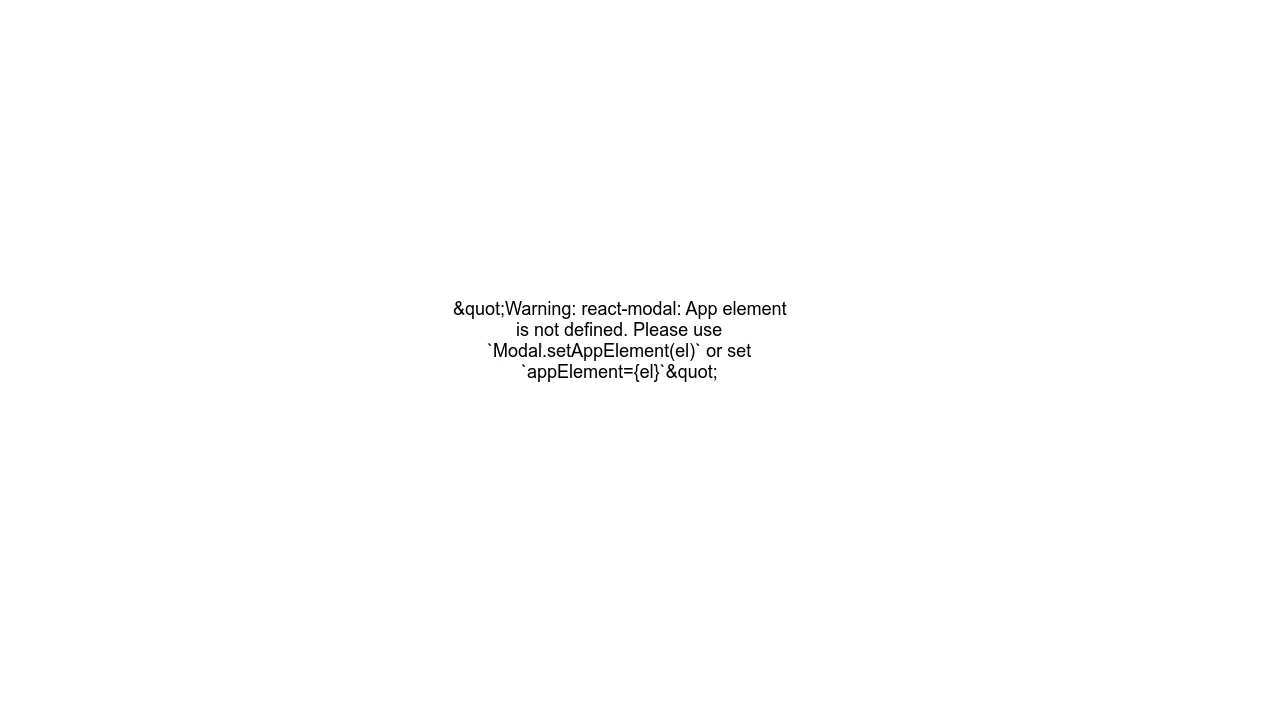 &quot;Warning: react-modal: App element
is not defined. Please use
`Modal.setAppElement(el)` or set
`appElement={el}`&quot;